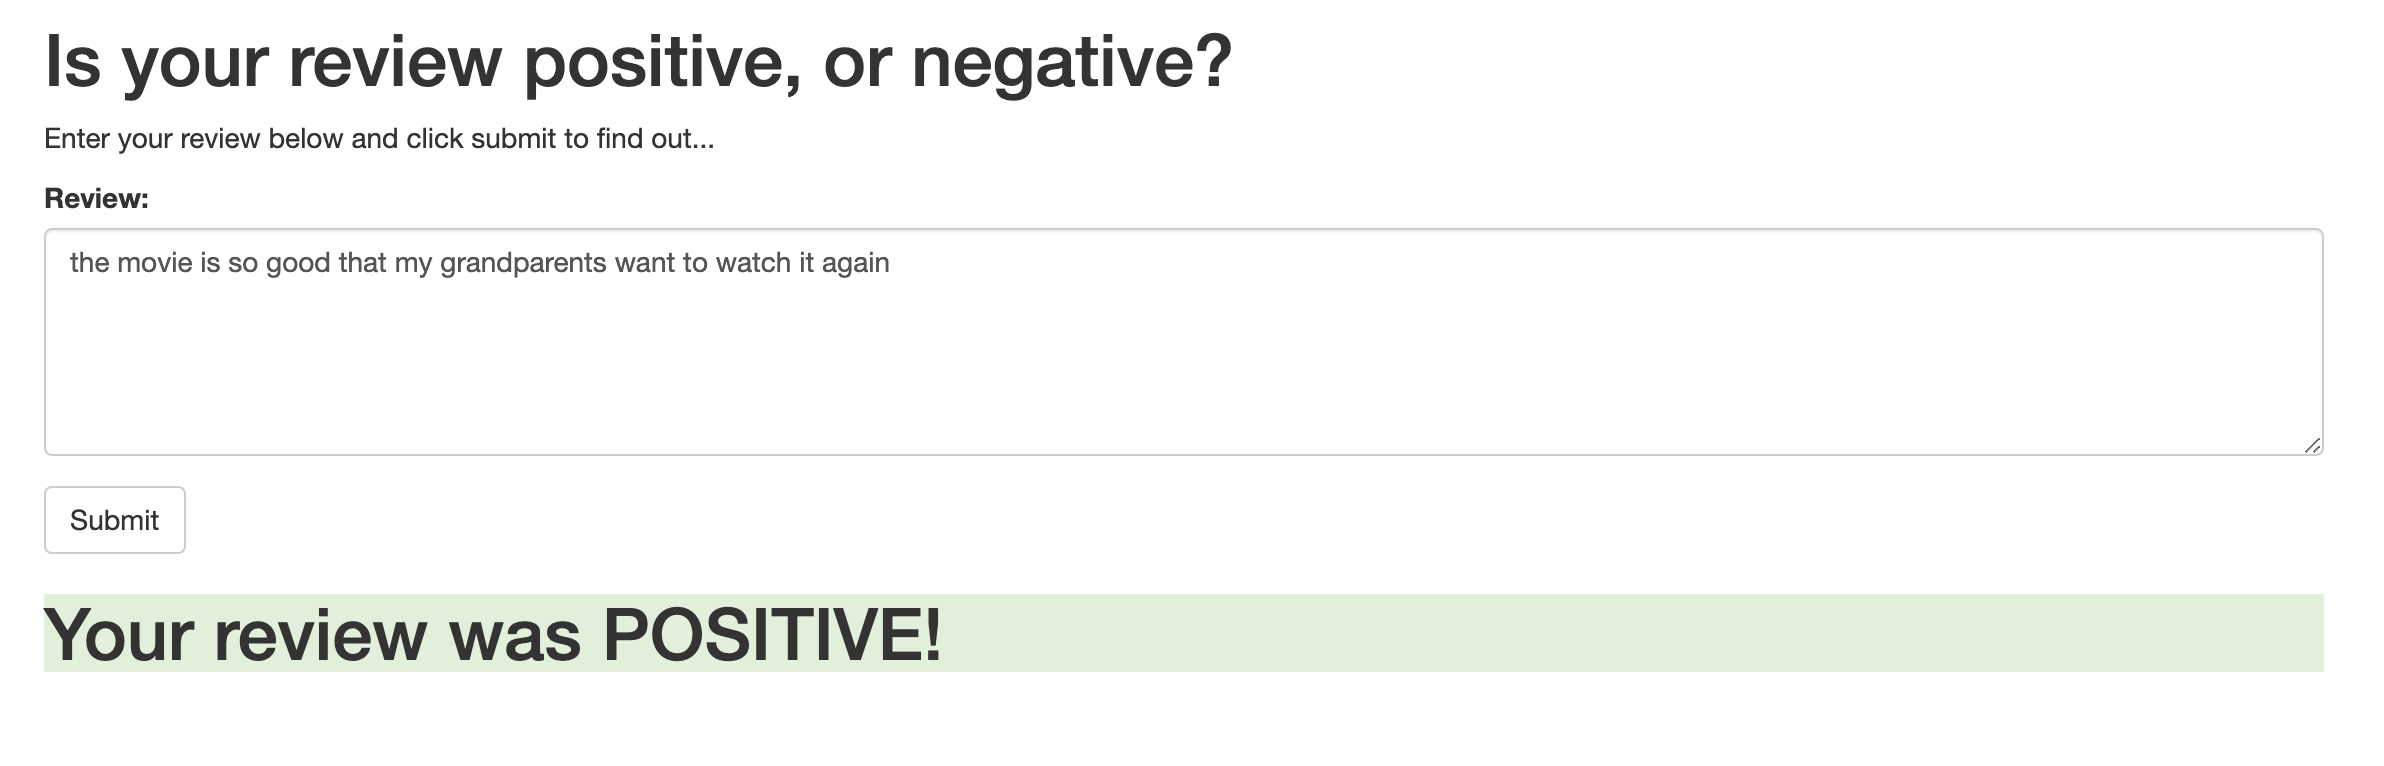 Is your review positive, or negative?
Enter your review below and click submit to find out...
Review:
the movie is so good that my grandparents want to watch it again
Submit
Your review was POSITIVE!